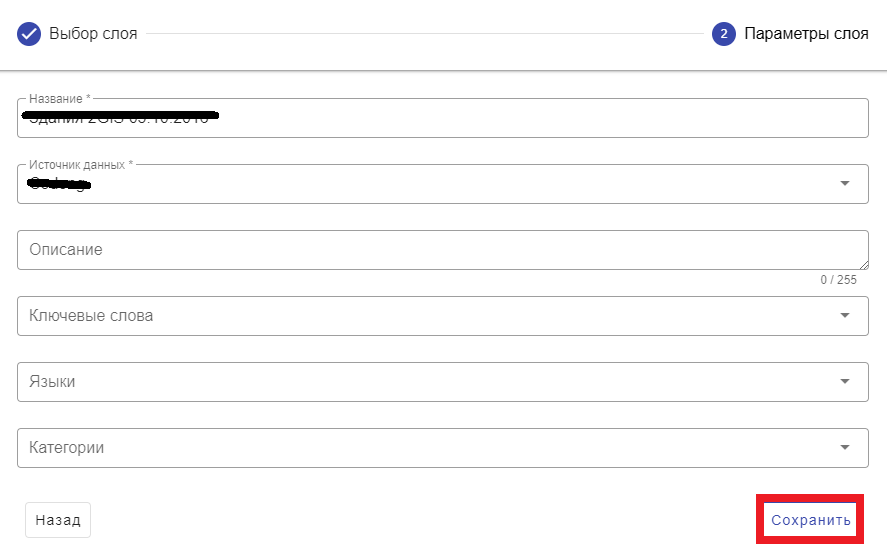 Выбор слоя
2 Параметры слоя
Название *
Источник данных *
Описание
0 / 255
Ключевые слова
Языки
Категории
Назад
Сохранить